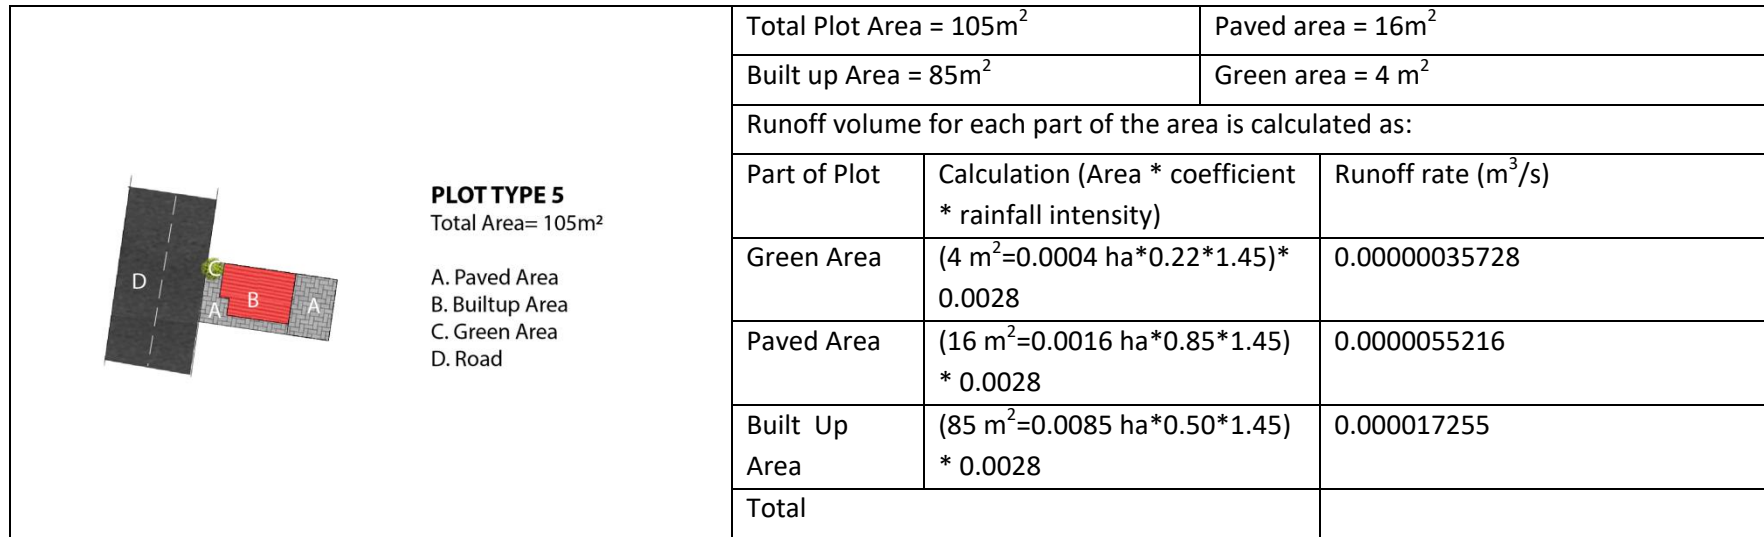 Total Plot Area = 105m²
Paved area = 16m²
Built up Area = 85m²
Green area = 4 m²
Runoff volume for each part of the area is calculated as:
Part of Plot
Calculation (Area * coefficient
* rainfall intensity)
Runoff rate (m³/s)
Green Area
(4 m²=0.0004 ha*0.22*1.45)*
0.0028
0.00000035728
Paved Area
(16 m²=0.0016 ha*0.85*1.45)
* 0.0028
0.0000055216
Built Up
Area
(85 m²=0.0085 ha*0.50*1.45)
* 0.0028
0.000017255
Total
PLOT TYPE 5
Total Area= 105m²
A. Paved Area
B. Builtup Area
C. Green Area
D. Road
D
C
B
A
A